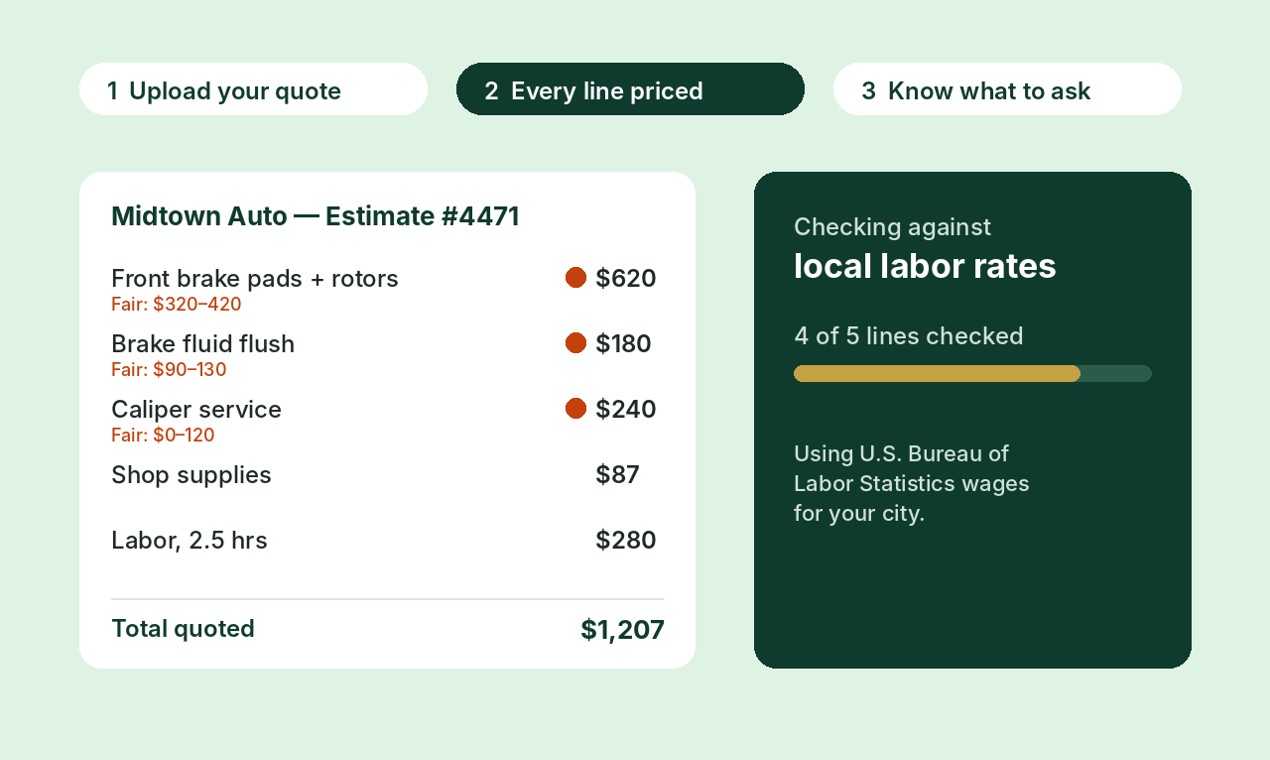 1 Upload your quote
2 Every line priced
3 Know what to ask
Midtown Auto — Estimate #4471
Front brake pads + rotors $620
Fair: $320–420
Brake fluid flush $180
Fair: $90–130
Caliper service $240
Fair: $0–120
Shop supplies $87
Labor, 2.5 hrs $280
Total quoted $1,207
Checking against
local labor rates
4 of 5 lines checked
Using U.S. Bureau of
Labor Statistics wages
for your city.